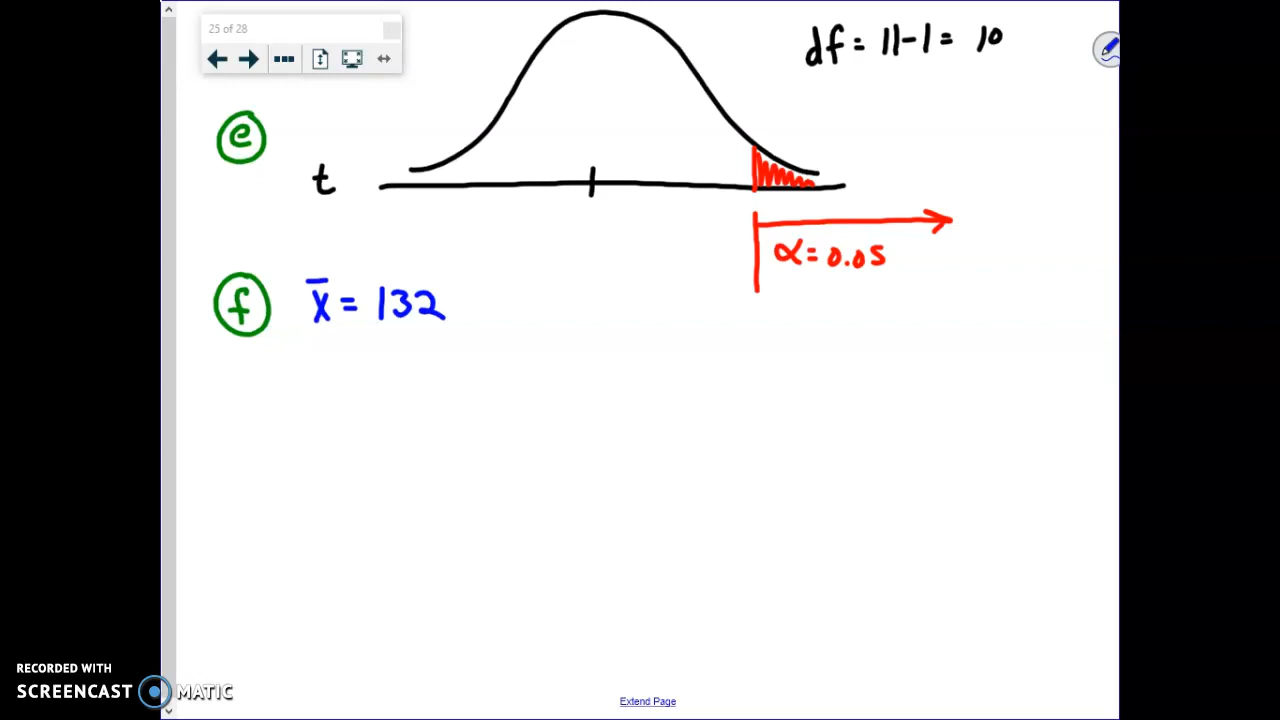 25 of 28
df = 11-1 = 10
e
t
α = 0.05
f x̄ = 132
RECORDED WITH
SCREENCAST MATIC
Extend Page